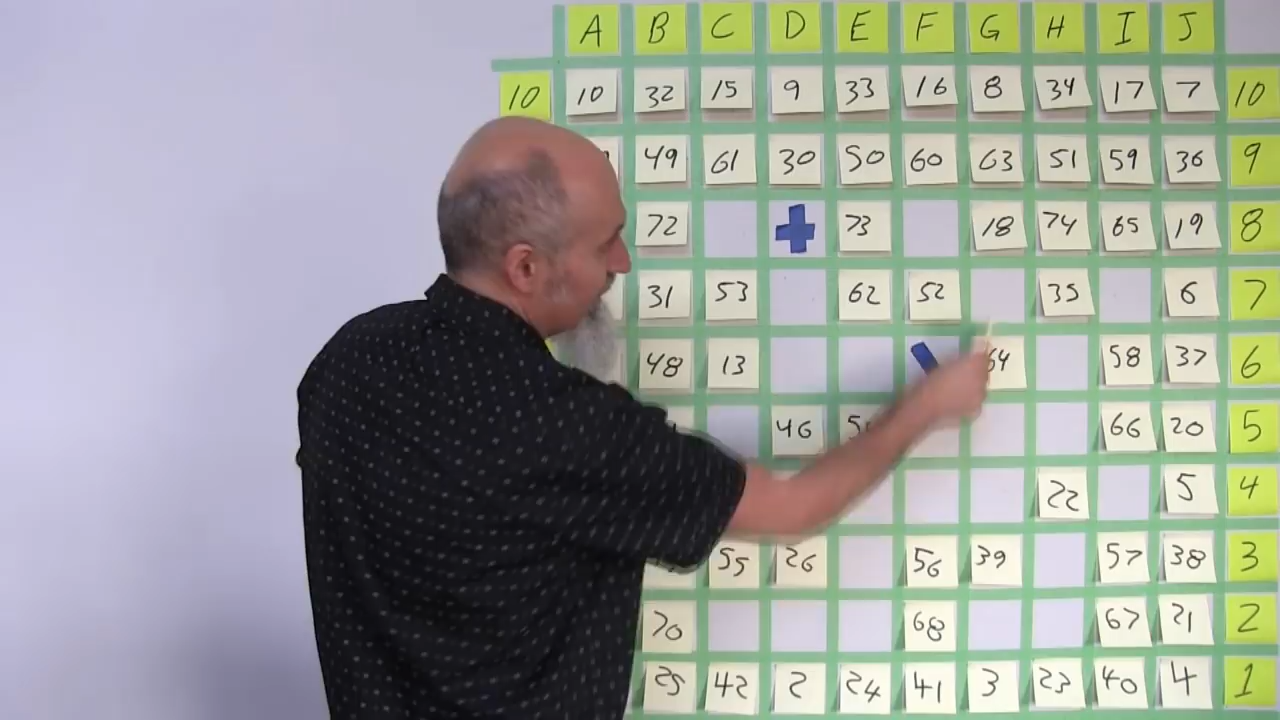 A B C D E F G H I J
10 10 32 15 9 33 16 8 34 17 7 10
49 61 30 50 60 63 51 59 36 9
72 73 18 74 65 19 8
31 53 62 52 35 6 7
48 13 64 58 37 6
46 66 20 5
22 5 4
55 26 56 39 57 38 3
70 68 67 21 2
25 42 2 24 41 3 23 40 4 1